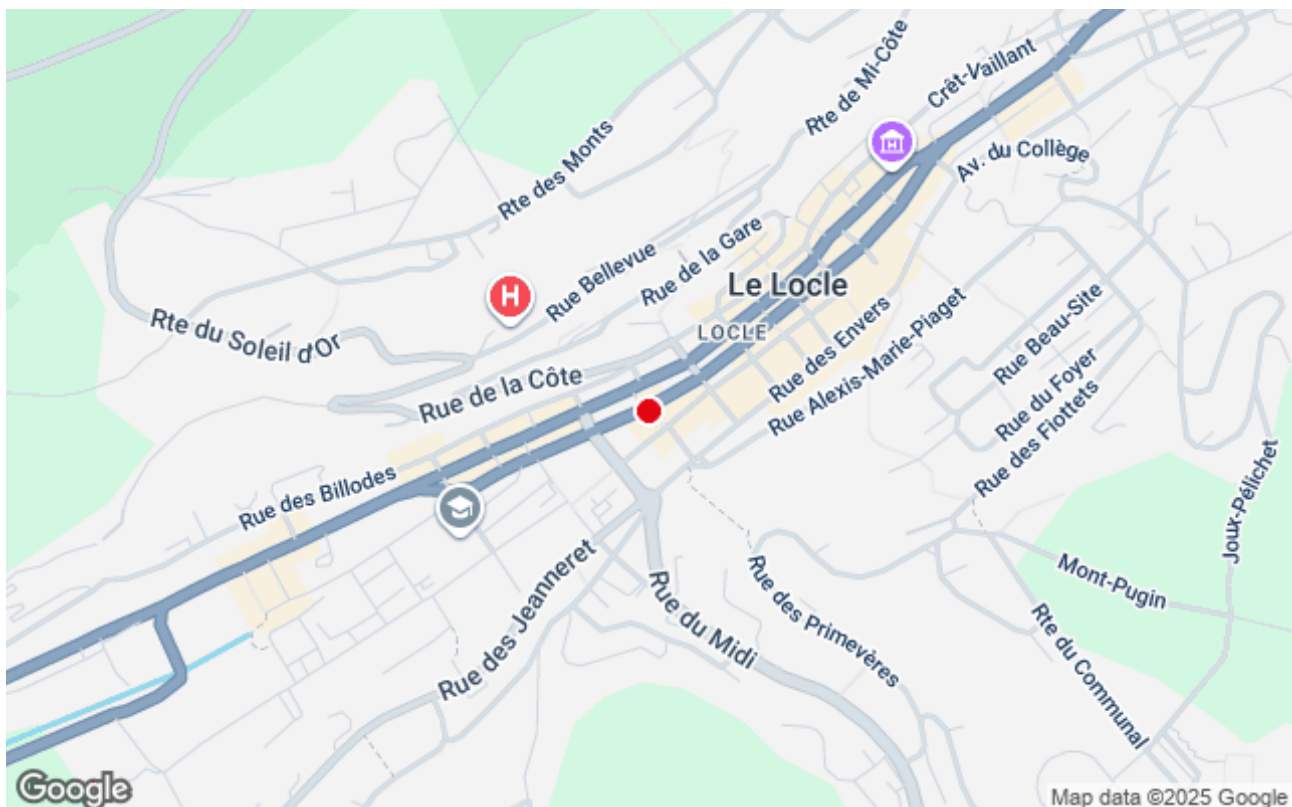 Crêt-Vaillant
Rte de Mi-Côte
Av. du Collège
Rte des Monts
Rue de la Gare
Rue Bellevue
H
Le Locle
LOCLE
Rte du Soleil d'Or
Rue des Envers
Rue Alexis-Marie-Piaget
Rue Beau-Site
Rue du Foyer
Rue des Fiottets
Rue de la Côte
Rue des Billodes
Joux-Pélichet
Mont-Pugin
Rue des Jeanneret
Rue du Midi
Rue des Primevères
Rte du Communal
Google
Map data ©2025 Google